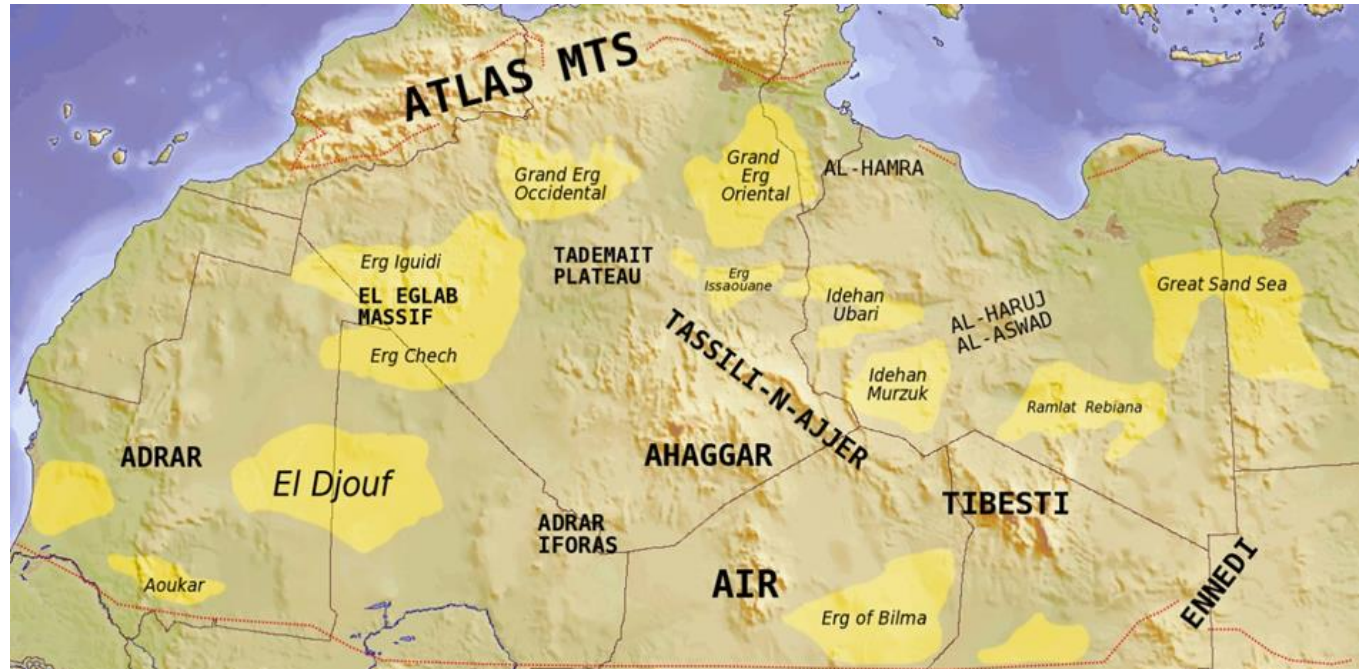 ATLAS MTS
Grand Erg
Occidental
Grand
Erg
Oriental
AL-HAMRA
Erg Iguidi
TADEMAIT
PLATEAU
Erg
Issaouane
Idehan
Ubari
Great Sand Sea
EL EGLAB
MASSIF
AL-HARUJ
AL-ASWAD
Erg Chech
TASSILI-N-AJJER
Idehan
Murzuk
Ramlat Rebiana
ADRAR
El Djouf
AHAGGAR
TIBESTI
ADRAR
IFORAS
Aoukar
AIR
Erg of Bilma
ENNEDI